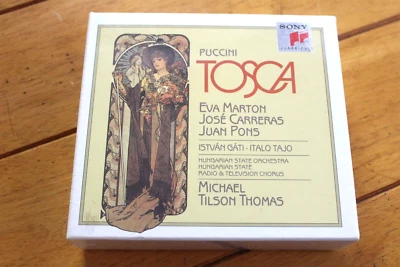 SONY
CLASSICAL
PUCCINI
TOSCA
EVA MARTON
JOSÉ CARRERAS
JUAN PONS
ISTVÁN GÁTI · ITALO TAJO
HUNGARIAN STATE ORCHESTRA
HUNGARIAN STATE
RADIO & TELEVISION CHORUS
MICHAEL
TILSON THOMAS